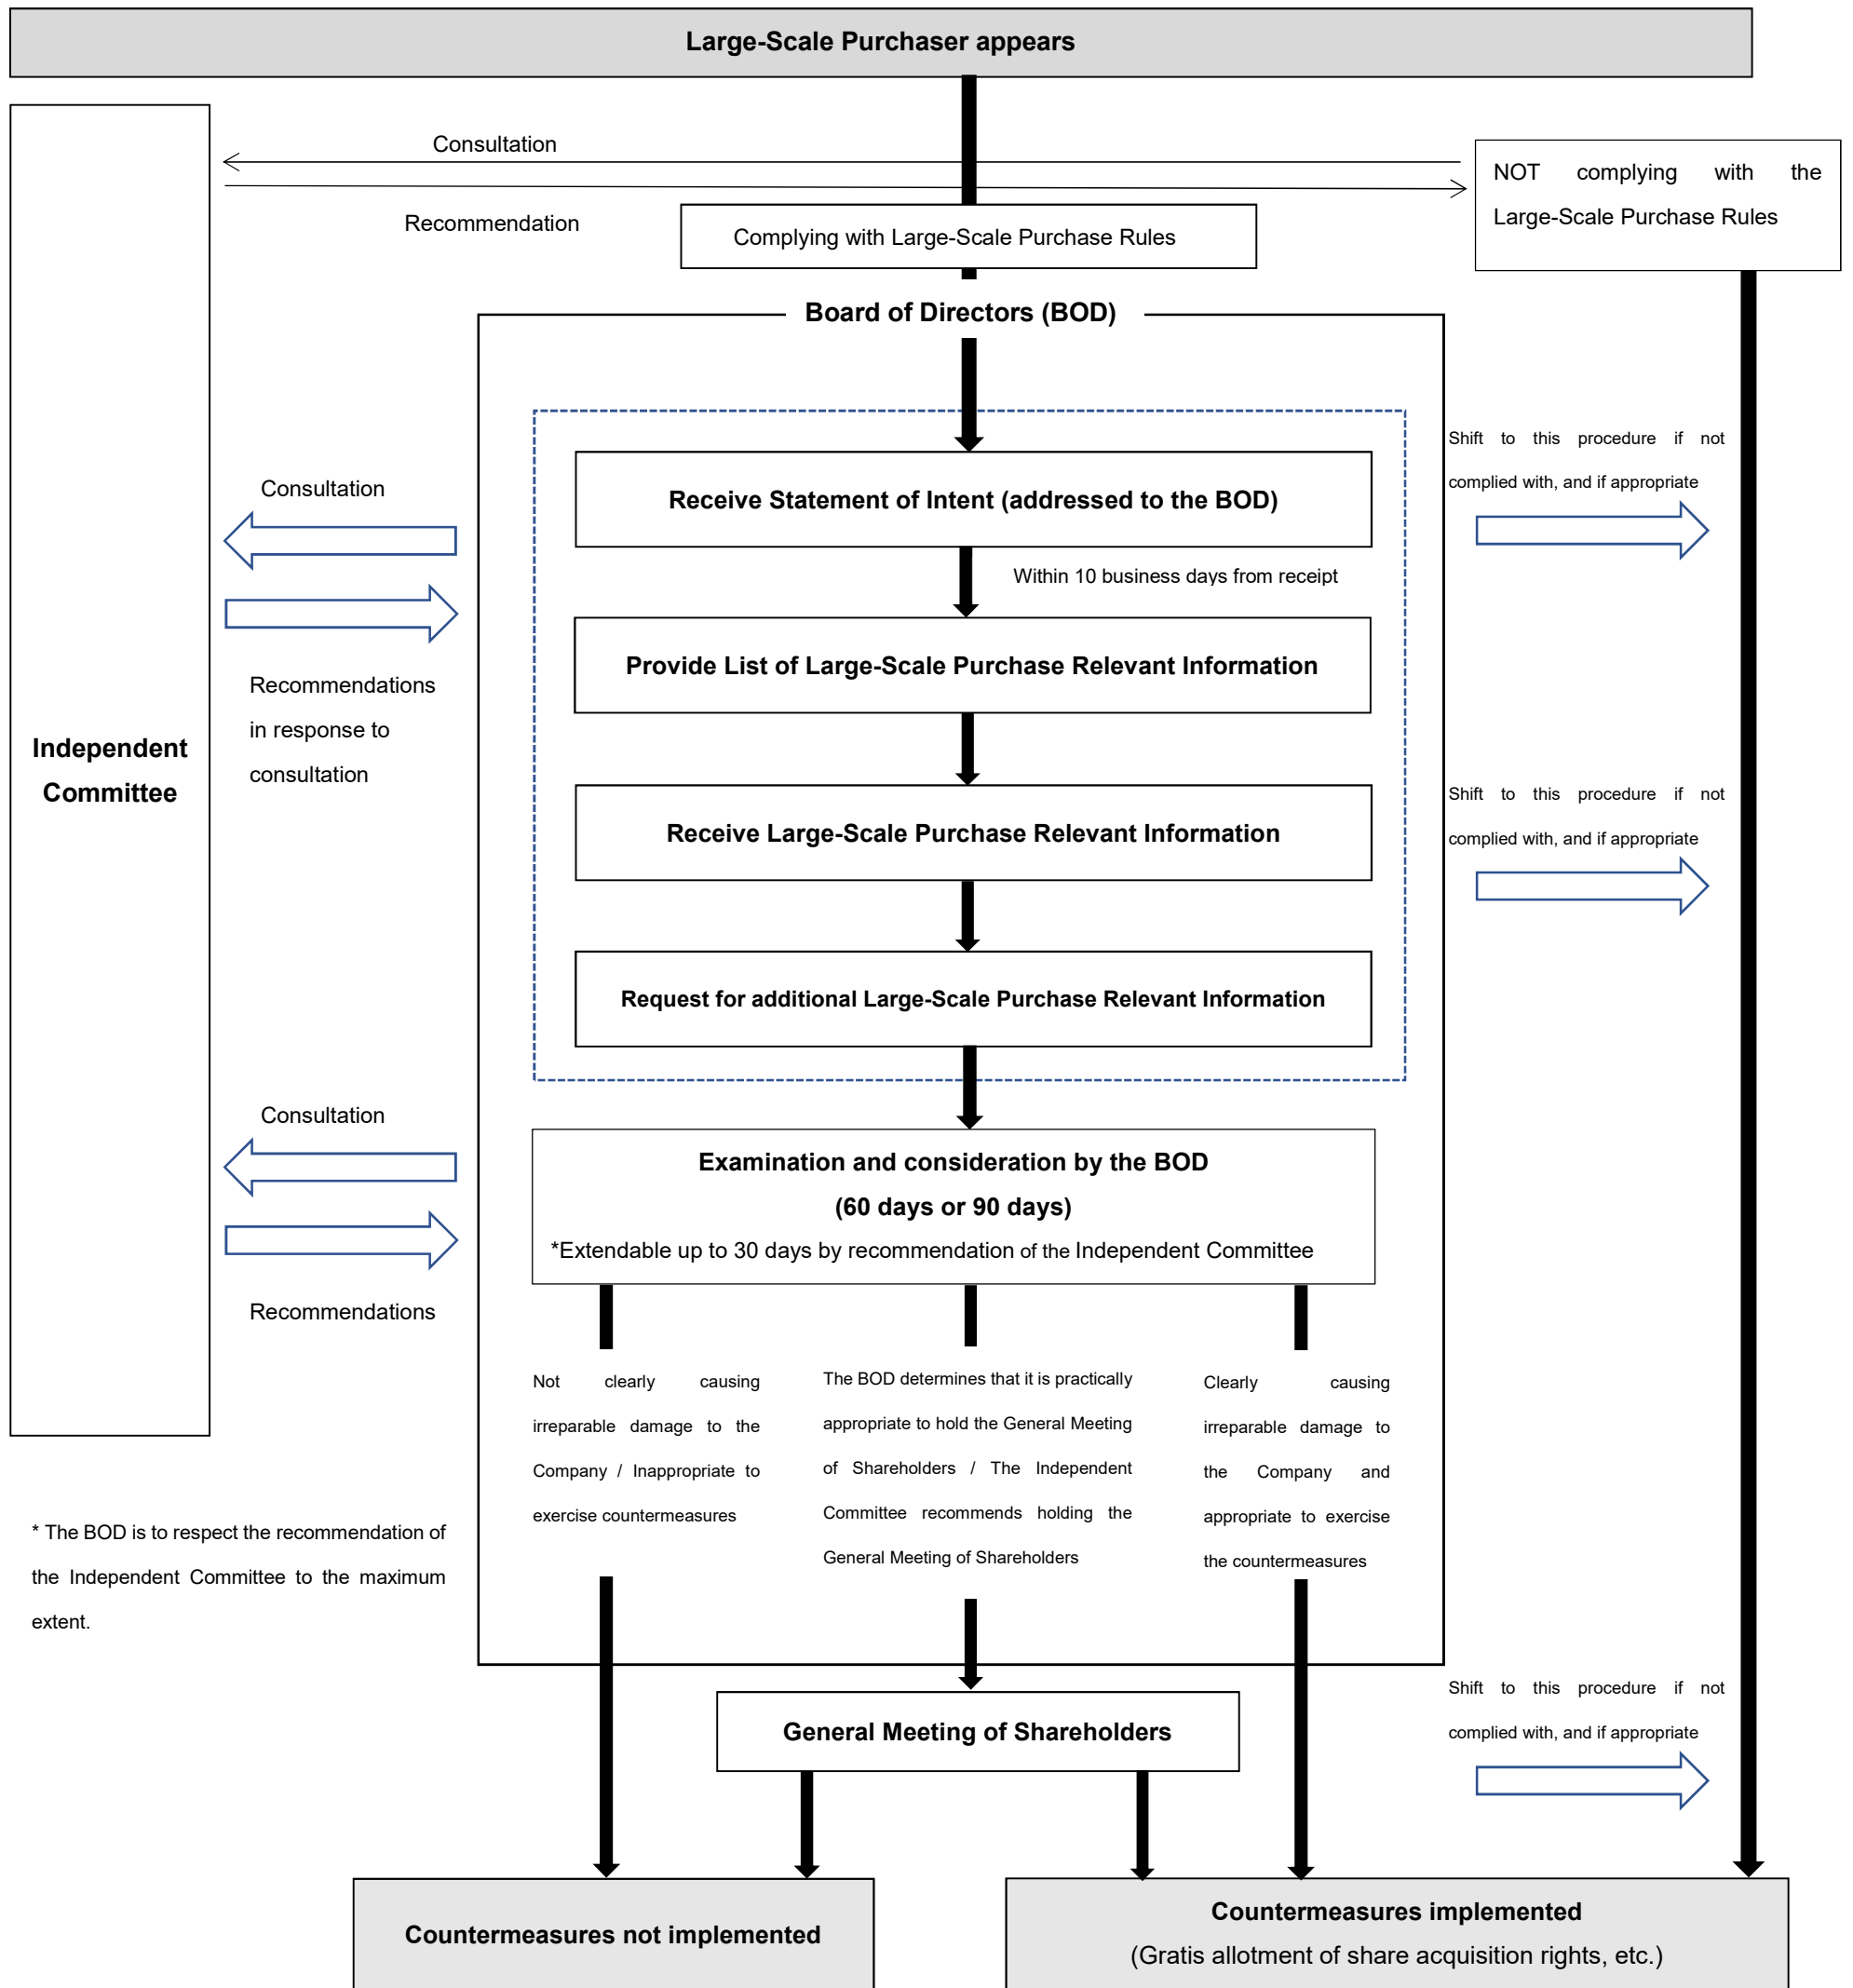 Large-Scale Purchaser appears
Consultation
Recommendation
NOT complying with the
Large-Scale Purchase Rules
Complying with Large-Scale Purchase Rules
Board of Directors (BOD)
Independent
Committee
Consultation
Recommendations
in response to
consultation
Receive Statement of Intent (addressed to the BOD)
Within 10 business days from receipt
Provide List of Large-Scale Purchase Relevant Information
Receive Large-Scale Purchase Relevant Information
Request for additional Large-Scale Purchase Relevant Information
Shift to this procedure if not
complied with, and if appropriate
Shift to this procedure if not
complied with, and if appropriate
Consultation
Recommendations
Examination and consideration by the BOD
(60 days or 90 days)
*Extendable up to 30 days by recommendation of the Independent Committee
Not clearly causing
irreparable damage to the
Company / Inappropriate to
exercise countermeasures
The BOD determines that it is practically
appropriate to hold the General Meeting
of Shareholders / The Independent
Committee recommends holding the
General Meeting of Shareholders
Clearly causing
irreparable damage to
the Company and
appropriate to exercise
the countermeasures
* The BOD is to respect the recommendation of
the Independent Committee to the maximum
extent.
General Meeting of Shareholders
Shift to this procedure if not
complied with, and if appropriate
Countermeasures not implemented
Countermeasures implemented
(Gratis allotment of share acquisition rights, etc.)